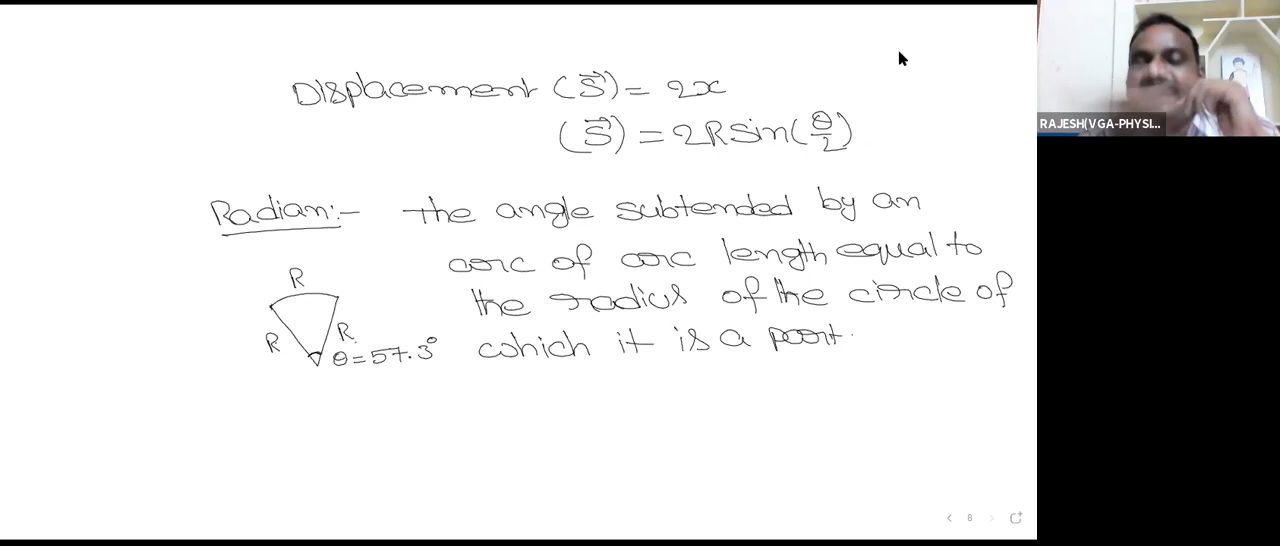 Displacement (S⃗) = 2x
(S⃗) = 2R Sin(θ/2)
Radian:- The angle subtended by an
arc of arc length equal to
the radius of the circle of
which it is a part.
R
R
R
θ = 57.3°
RAJESH(VGA-PHYSI...
8